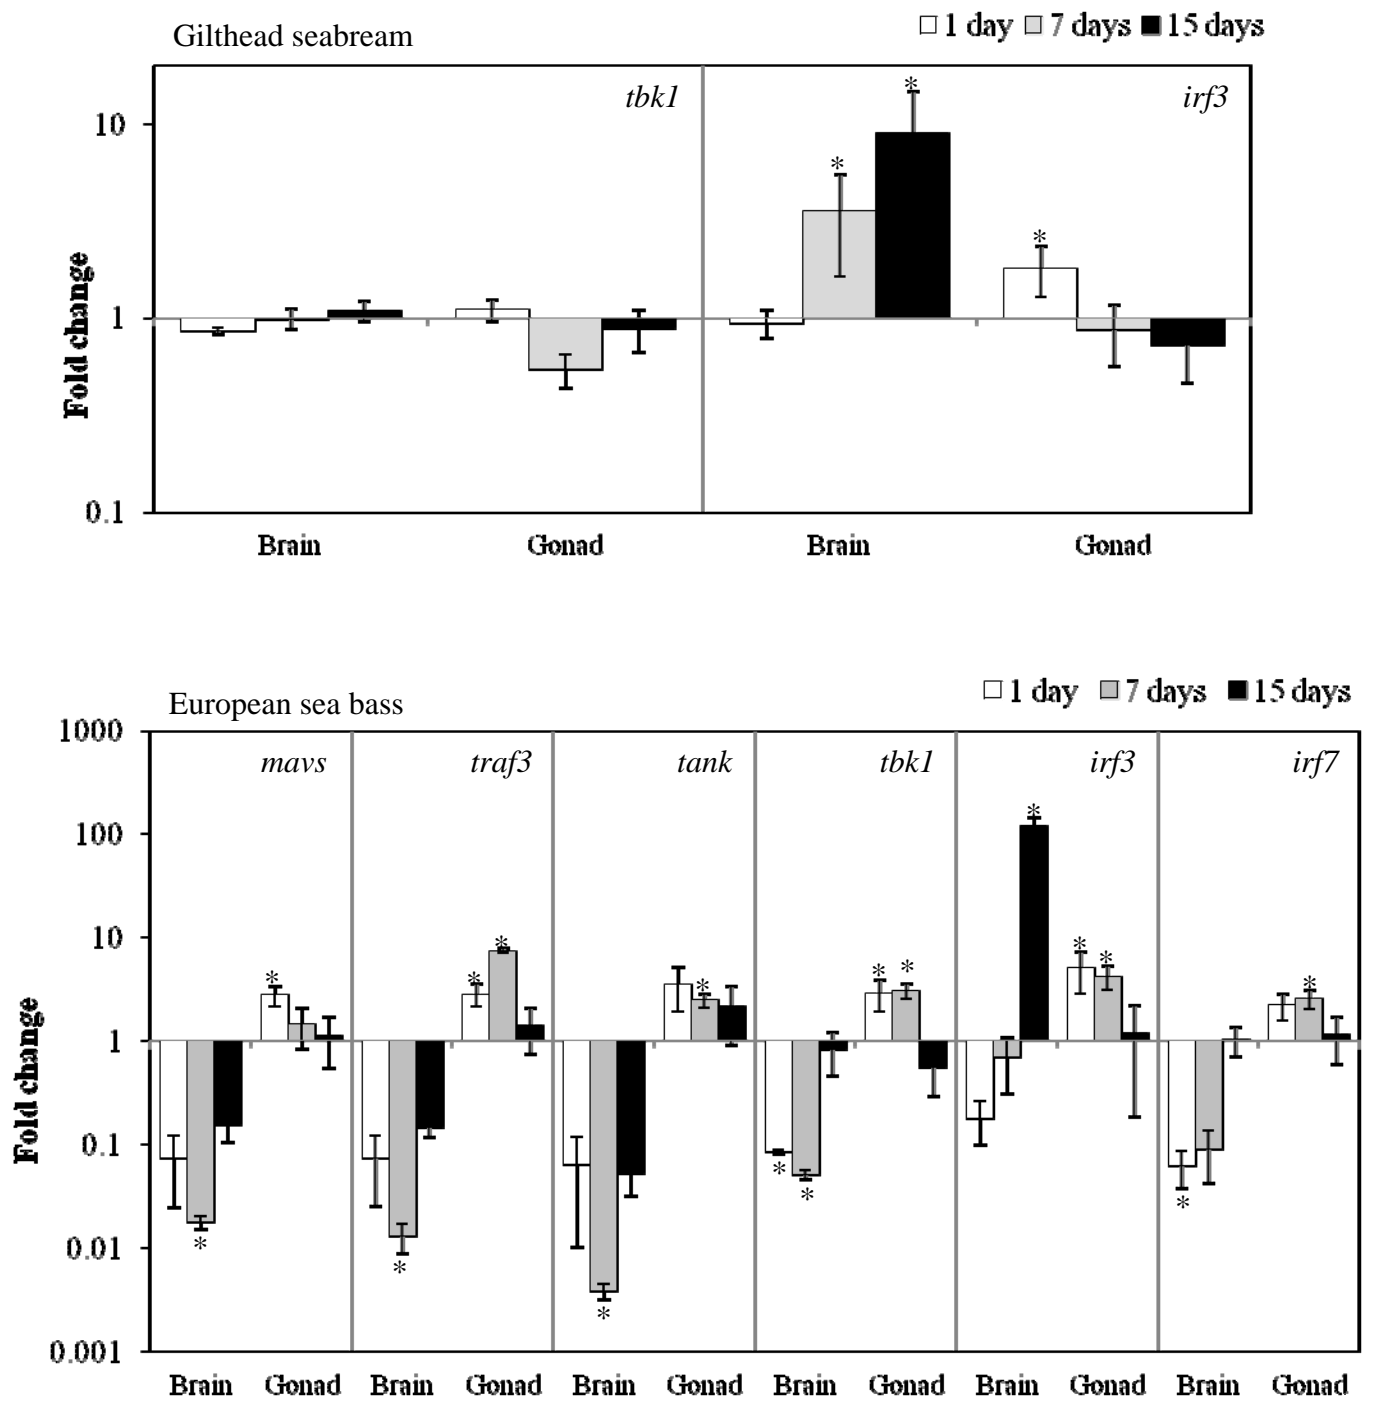 Gilthead seabream
1 day 7 days 15 days
tbk1 irf3
*
10
*
*
Fold change
1
0.1
Brain Gonad Brain Gonad
European sea bass
1 day 7 days 15 days
1000
mavs traf3 tank tbk1 irf3 irf7
*
100
10
* * *
* * * * * *
Fold change
1
0.1
* * *
0.01
* *
*
0.001
Brain Gonad Brain Gonad Brain Gonad Brain Gonad Brain Gonad Brain Gonad